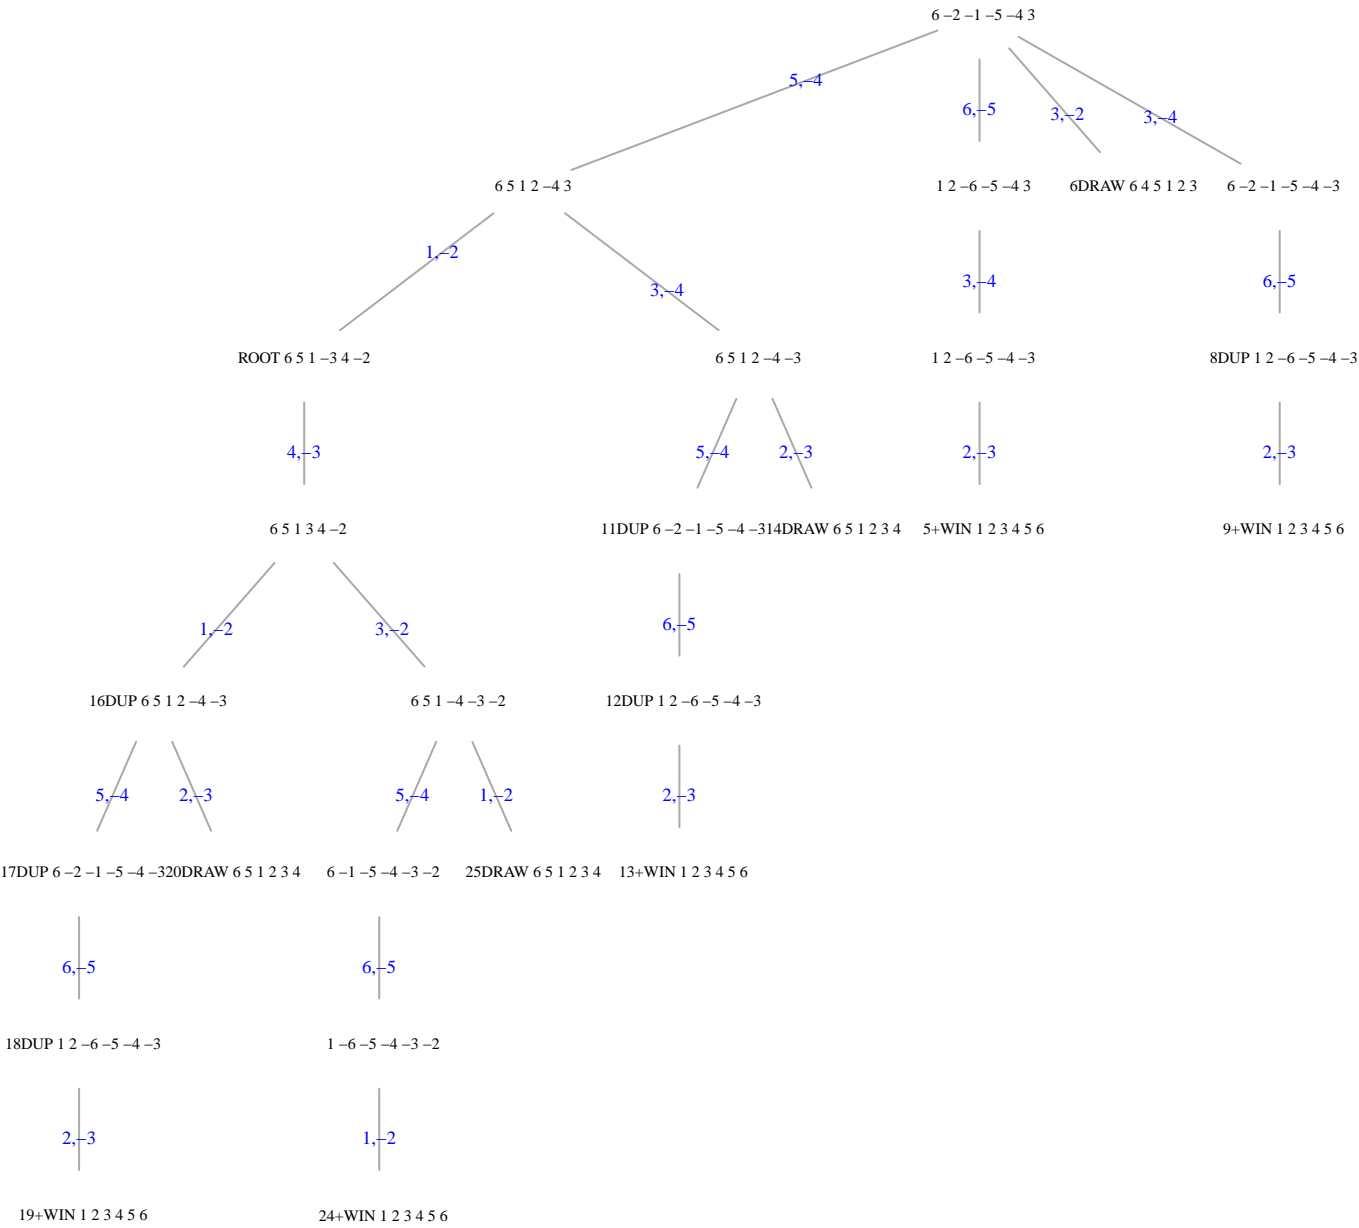 6 –2 –1 –5 –4 3
5,–4
6,–5
3,–2
3,–4
6 5 1 2 –4 3
1 2 –6 –5 –4 3
6DRAW 6 4 5 1 2 3
6 –2 –1 –5 –4 –3
1,–2
3,–4
3,–4
6,–5
ROOT 6 5 1 –3 4 –2
6 5 1 2 –4 –3
1 2 –6 –5 –4 –3
8DUP 1 2 –6 –5 –4 –3
4,–3
5,–4
2,–3
2,–3
2,–3
6 5 1 3 4 –2
11DUP 6 –2 –1 –5 –4 –3
14DRAW 6 5 1 2 3 4
5+WIN 1 2 3 4 5 6
9+WIN 1 2 3 4 5 6
1,–2
3,–2
6,–5
16DUP 6 5 1 2 –4 –3
6 5 1 –4 –3 –2
12DUP 1 2 –6 –5 –4 –3
5,–4
2,–3
5,–4
1,–2
2,–3
17DUP 6 –2 –1 –5 –4 –3
20DRAW 6 5 1 2 3 4
6 –1 –5 –4 –3 –2
25DRAW 6 5 1 2 3 4
13+WIN 1 2 3 4 5 6
6,–5
6,–5
18DUP 1 2 –6 –5 –4 –3
1 –6 –5 –4 –3 –2
2,–3
1,–2
19+WIN 1 2 3 4 5 6
24+WIN 1 2 3 4 5 6